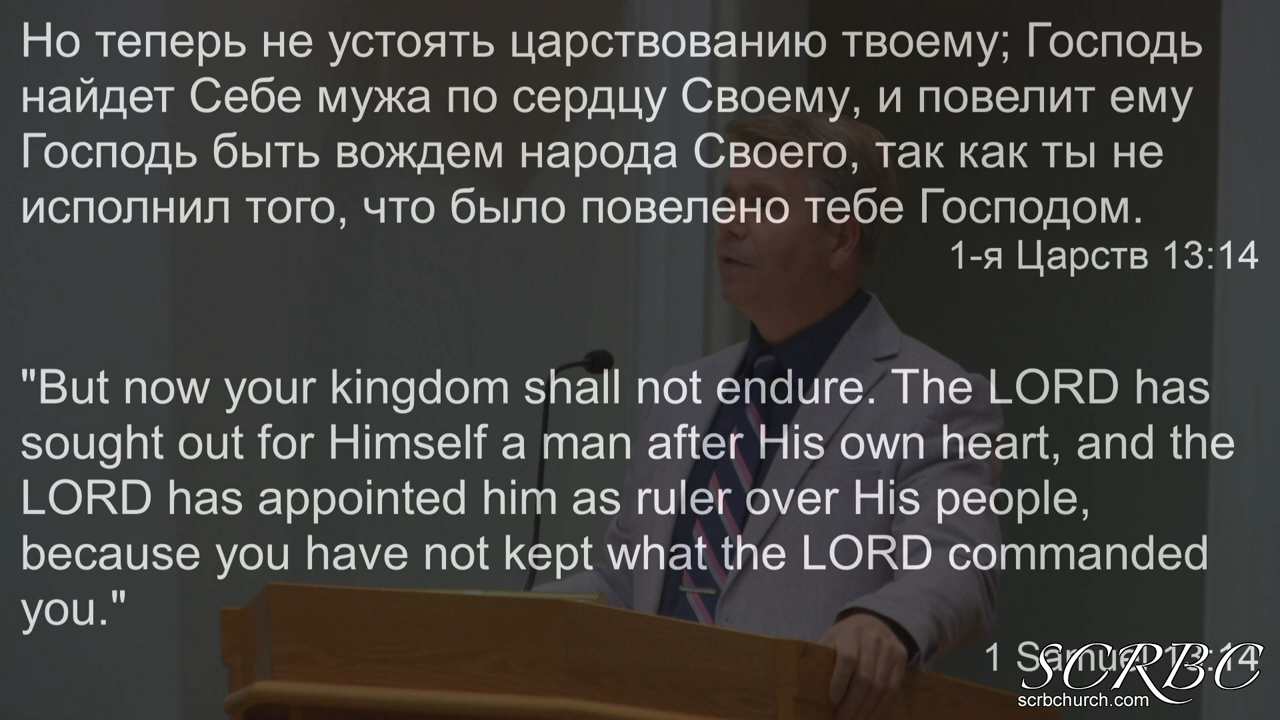 Но теперь не устоять царствованию твоему; Господь
найдет Себе мужа по сердцу Своему, и повелит ему
Господь быть вождем народа Своего, так как ты не
исполнил того, что было повелено тебе Господом.
1-я Царств 13:14
"But now your kingdom shall not endure. The LORD has
sought out for Himself a man after His own heart, and the
LORD has appointed him as ruler over His people,
because you have not kept what the LORD commanded
you."
1 Samuel 13:14
SCRBC
scrbchurch.com